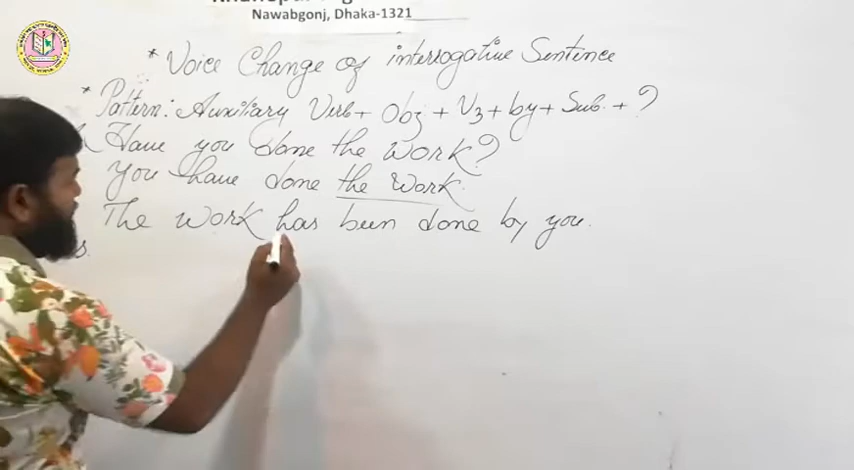 Nawabgonj, Dhaka-1321
* Voice Change of interrogative Sentence
* Pattern: Auxiliary Verb + Obj + V3 + by + Sub. + ?
Have you done the work?
You have done the work.
The work has been done by you.
s.